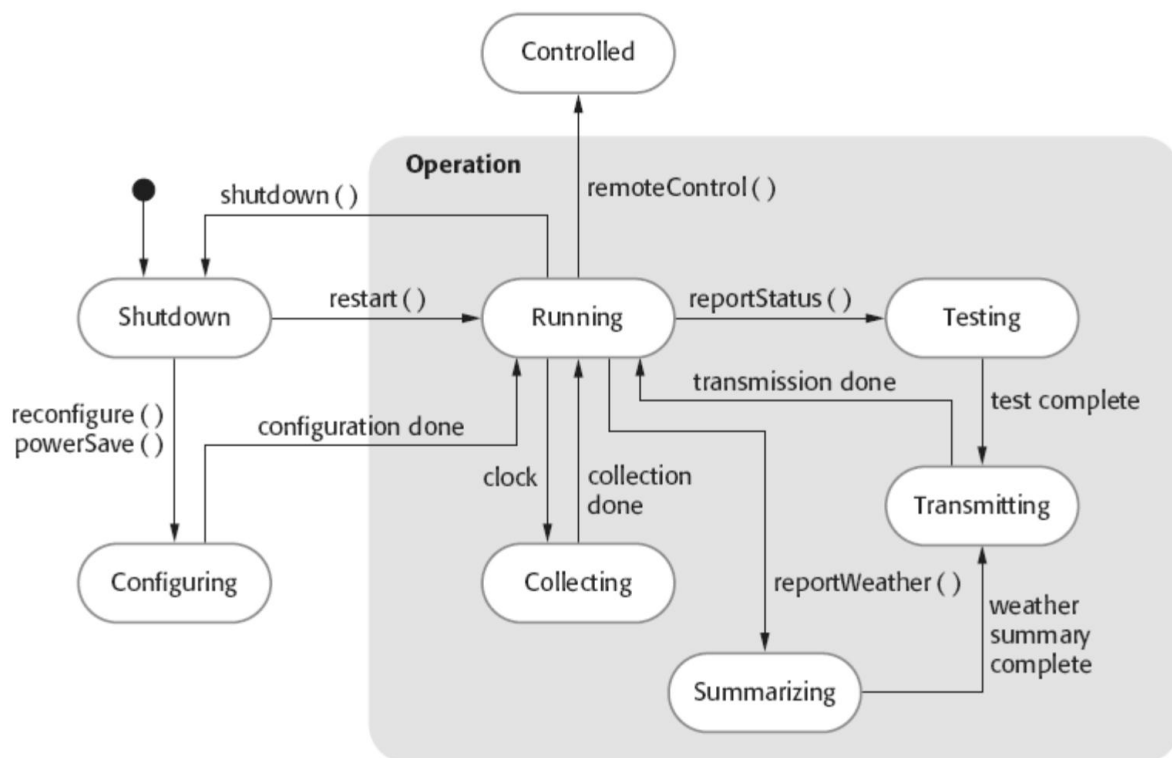 Controlled
Operation
shutdown ( )
remoteControl ( )
Shutdown
restart ( )
Running
reportStatus ( )
Testing
reconfigure ( )
powerSave ( )
configuration done
transmission done
test complete
clock
collection
done
Transmitting
Configuring
Collecting
reportWeather ( )
weather
summary
complete
Summarizing